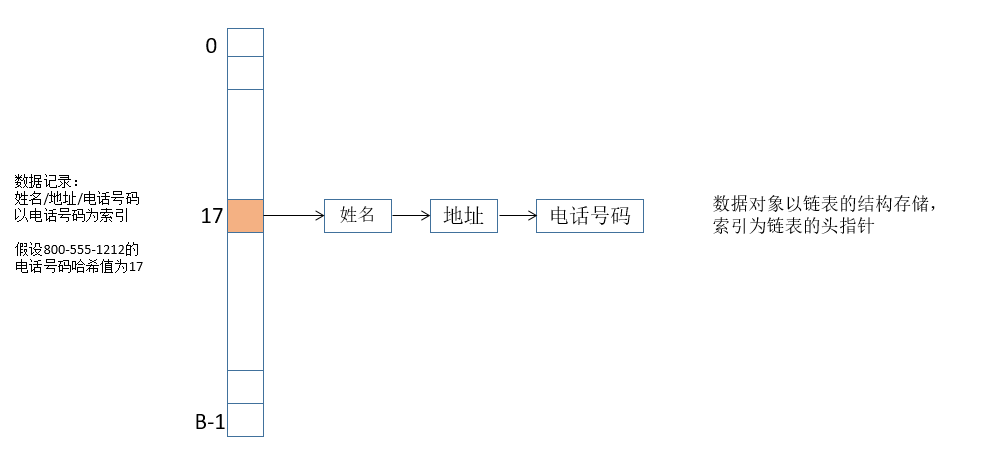 0
数据记录：
姓名/地址/电话号码
以电话号码为索引
假设800-555-1212的
电话号码哈希值为17
17
姓名
地址
电话号码
数据对象以链表的结构存储，
索引为链表的头指针
B-1